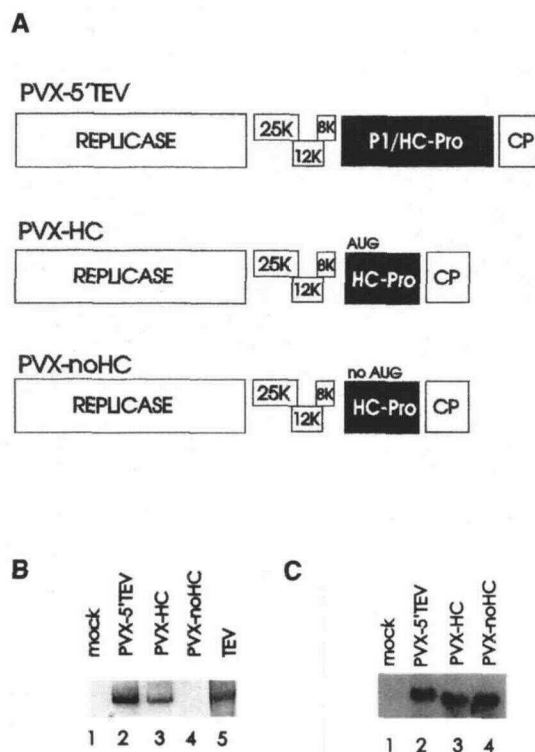 A
PVX-5'TEV
REPLICASE 25K 12K 8K P1/HC-Pro CP
PVX-HC
AUG
REPLICASE 25K 12K 8K HC-Pro CP
PVX-noHC
no AUG
REPLICASE 25K 12K 8K HC-Pro CP
B
mock PVX-5'TEV PVX-HC PVX-noHC TEV
1 2 3 4 5
C
mock PVX-5'TEV PVX-HC PVX-noHC
1 2 3 4